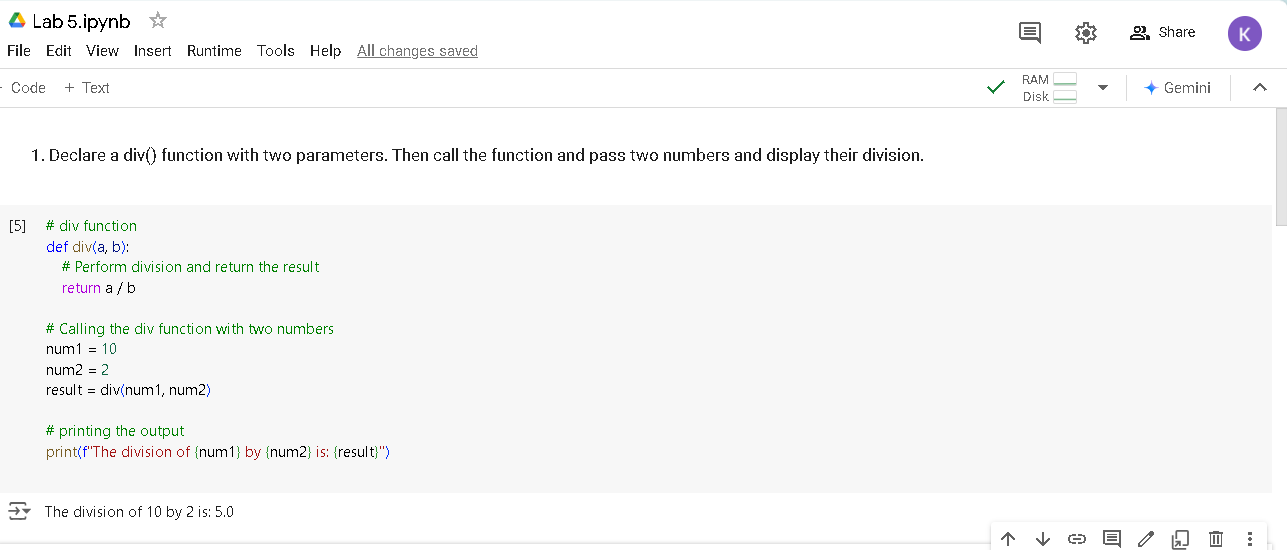 Lab 5.ipynb
File Edit View Insert Runtime Tools Help All changes saved
Share
K
+ Code + Text
RAM
Disk
Gemini
1. Declare a div() function with two parameters. Then call the function and pass two numbers and display their division.
[5]
# div function
def div(a, b):
    # Perform division and return the result
    return a / b

# Calling the div function with two numbers
num1 = 10
num2 = 2
result = div(num1, num2)

# printing the output
print(f"The division of {num1} by {num2} is: {result}")
The division of 10 by 2 is: 5.0